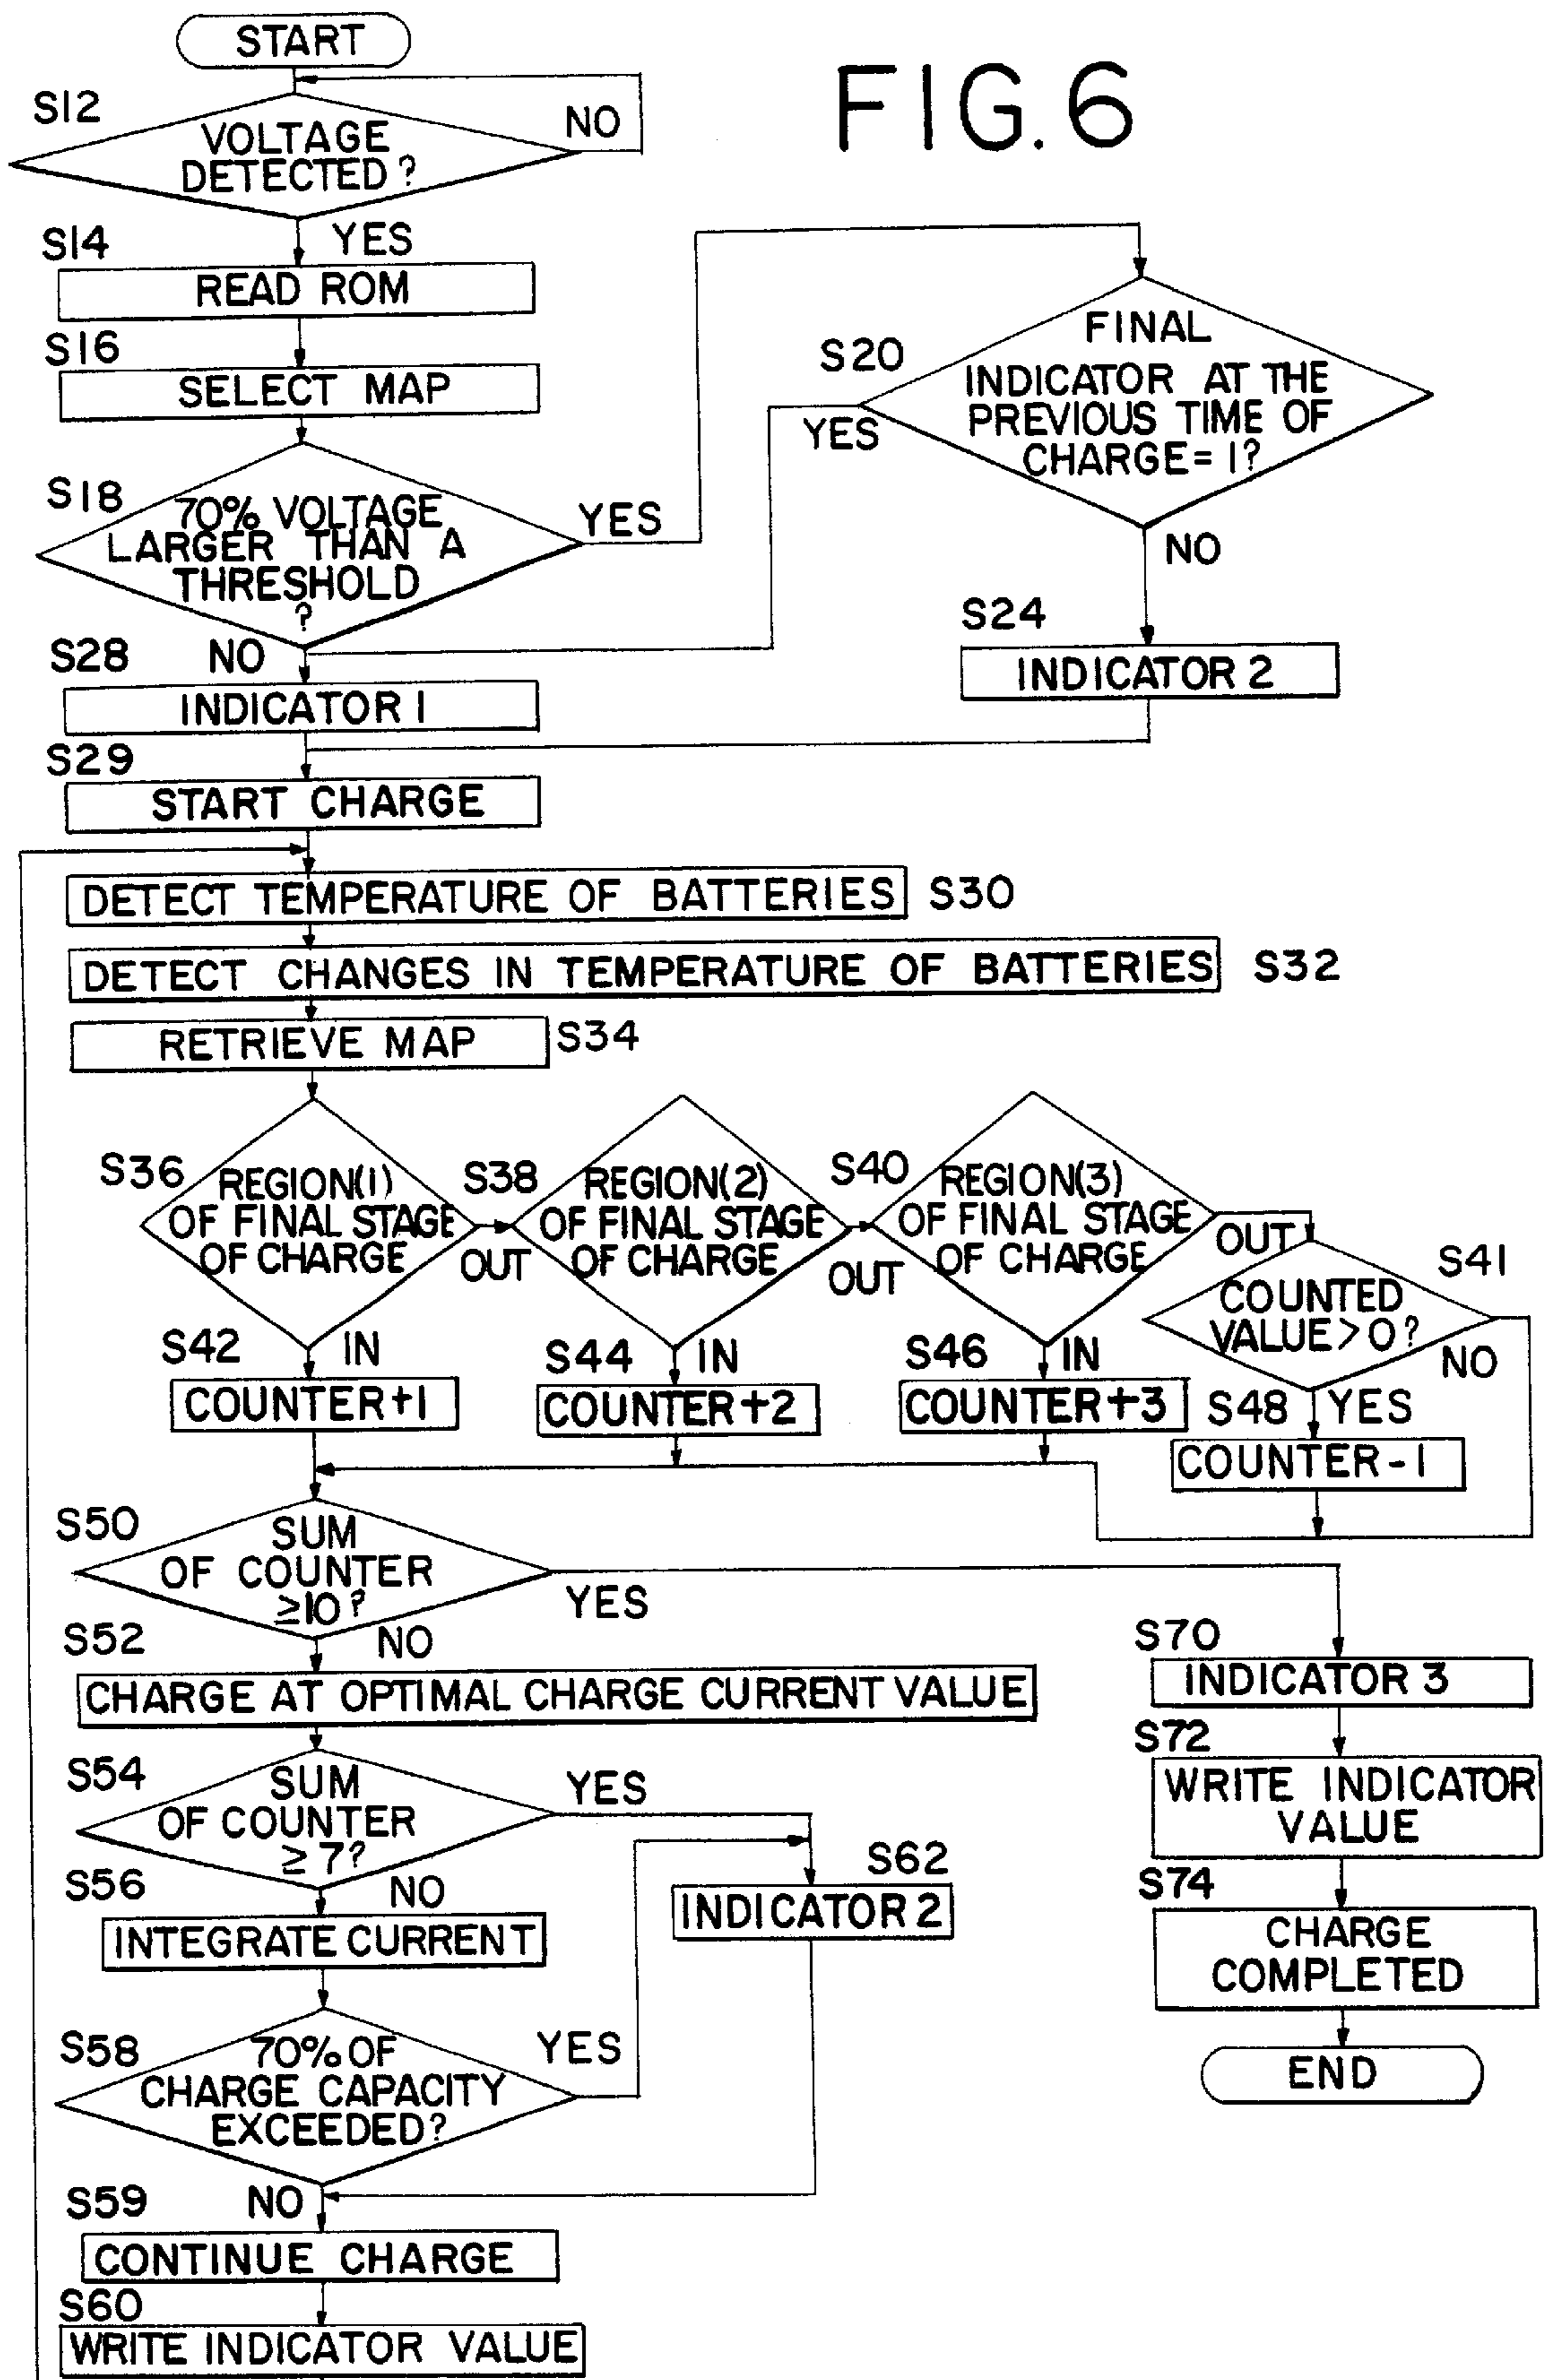 START
FIG. 6
S12
VOLTAGE
DETECTED?
NO
YES
S14
READ ROM
S16
SELECT MAP
S18
70% VOLTAGE
LARGER THAN A
THRESHOLD
?
YES
NO
S20
FINAL
INDICATOR AT THE
PREVIOUS TIME OF
CHARGE=1?
YES
NO
S24
INDICATOR 2
S28
INDICATOR 1
S29
START CHARGE
DETECT TEMPERATURE OF BATTERIES
S30
DETECT CHANGES IN TEMPERATURE OF BATTERIES
S32
RETRIEVE MAP
S34
S36
REGION(1)
OF FINAL STAGE
OF CHARGE
OUT
IN
S38
REGION(2)
OF FINAL STAGE
OF CHARGE
OUT
IN
S40
REGION(3)
OF FINAL STAGE
OF CHARGE
OUT
IN
S41
COUNTED
VALUE>0?
NO
YES
S42
COUNTER+1
S44
COUNTER+2
S46
COUNTER+3
S48
COUNTER-1
S50
SUM
OF COUNTER
≥10?
YES
NO
S52
CHARGE AT OPTIMAL CHARGE CURRENT VALUE
S54
SUM
OF COUNTER
≥7?
YES
NO
S56
INTEGRATE CURRENT
S62
INDICATOR 2
S58
70% OF
CHARGE CAPACITY
EXCEEDED?
YES
NO
S59
CONTINUE CHARGE
S60
WRITE INDICATOR VALUE
S70
INDICATOR 3
S72
WRITE INDICATOR
VALUE
S74
CHARGE
COMPLETED
END